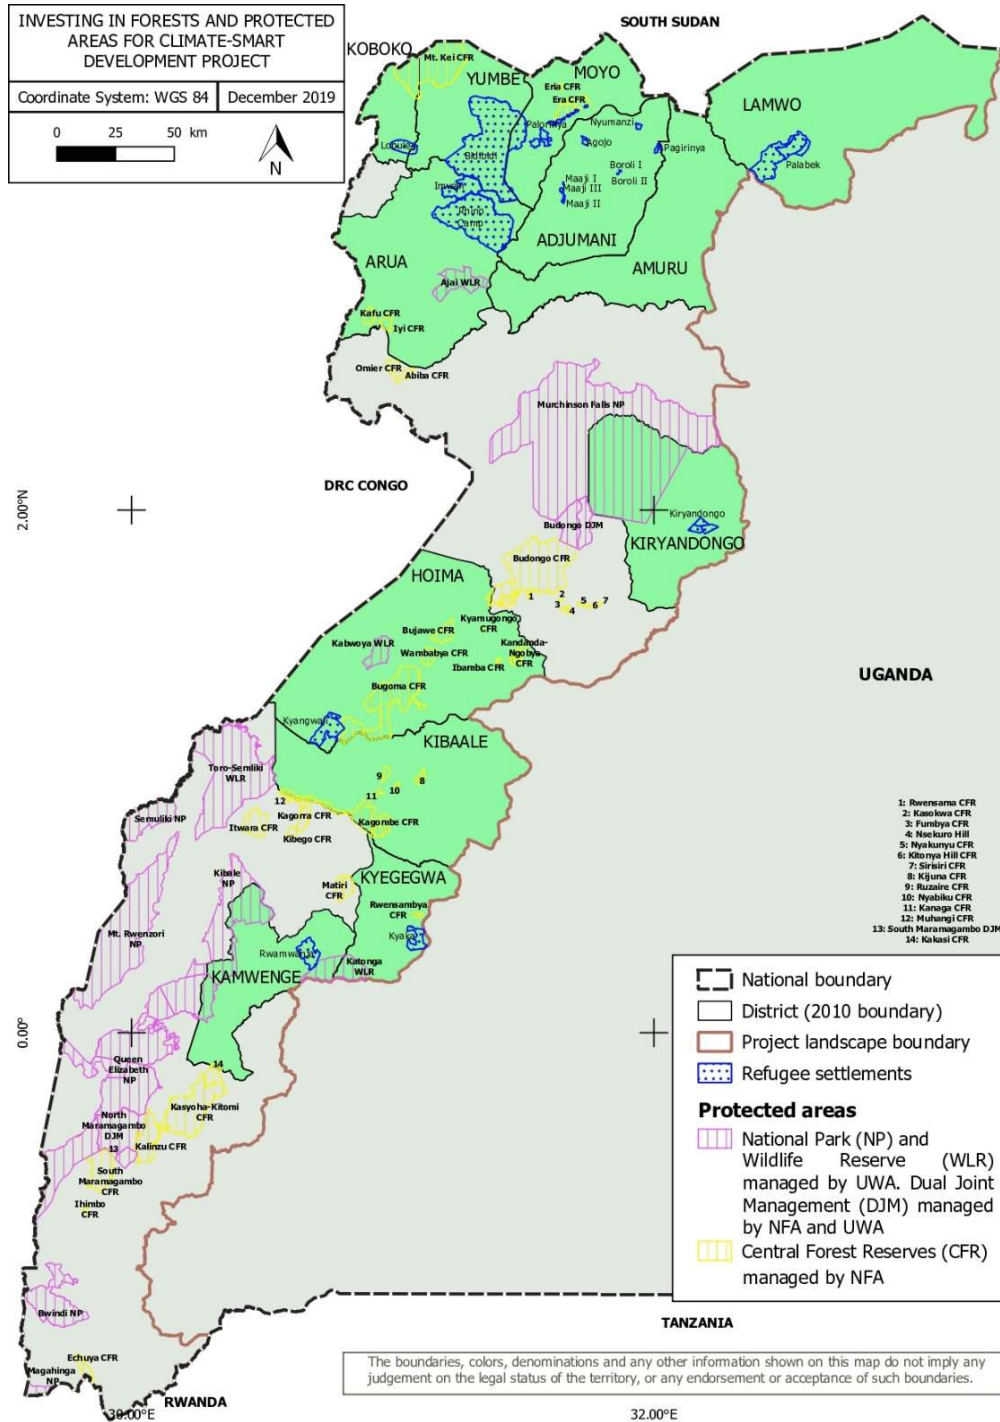 INVESTING IN FORESTS AND PROTECTED
AREAS FOR CLIMATE-SMART
DEVELOPMENT PROJECT
Coordinate System: WGS 84
December 2019
0 25 50 km
N
SOUTH SUDAN
KOBOKO
Mt. Kei CFR
YUMBE
MOYO
Eria CFR
Era CFR
LAMWO
Palorinya
Nyumanzi
Lobule
Bidibidi
Agojo
Pagirinya
Palabek
Boroli I
Boroli II
Imvepi
Maaji I
Maaji III
Maaji II
Rhino
Camp
ADJUMANI
ARUA
AMURU
Ajai WLR
Kafu CFR
Iyi CFR
Omier CFR
Abiba CFR
Murchinson Falls NP
DRC CONGO
2.00°N
Kiryandongo
Budongo DJM
KIRYANDONGO
Budongo CFR
HOIMA
1
2
3
4
5
6
7
Kyamugongo
CFR
Bujawe CFR
Kabwoya WLR
Wambabya CFR
Kandanda-
Ngobya
CFR
Ibamba CFR
Bugoma CFR
UGANDA
Kyangwali
KIBAALE
Toro-Semliki
WLR
9
8
10
11
12
Semuliki NP
Kagorra CFR
Itwara CFR
Kagombe CFR
Kibego CFR
1: Rwensama CFR
2: Kasokwa CFR
3: Fumbya CFR
4: Nsekuro Hill
5: Nyakunyu CFR
6: Kitonya Hill CFR
7: Sirisiri CFR
8: Kijuna CFR
9: Ruzaire CFR
10: Nyabiku CFR
11: Kanaga CFR
12: Muhangi CFR
13: South Maramagambo DJM
14: Kakasi CFR
Kibale
NP
KYEGEGWA
Matiri
CFR
Rwensambya
CFR
Mt. Rwenzori
NP
Kyaka
Rwamwanja
Katonga
WLR
KAMWENGE
0.00°
Queen
Elizabeth
NP
14
North
Maramagambo
DJM
Kasyoha-Kitomi
CFR
13
Kalinzu CFR
South
Maramagambo
CFR
Ihimbo
CFR
National boundary
District (2010 boundary)
Project landscape boundary
Refugee settlements
Protected areas
National Park (NP) and
Wildlife Reserve (WLR)
managed by UWA. Dual Joint
Management (DJM) managed
by NFA and UWA
Central Forest Reserves (CFR)
managed by NFA
Bwindi NP
TANZANIA
Echuya CFR
Magahinga
NP
RWANDA
The boundaries, colors, denominations and any other information shown on this map do not imply any
judgement on the legal status of the territory, or any endorsement or acceptance of such boundaries.
30.00°E
32.00°E